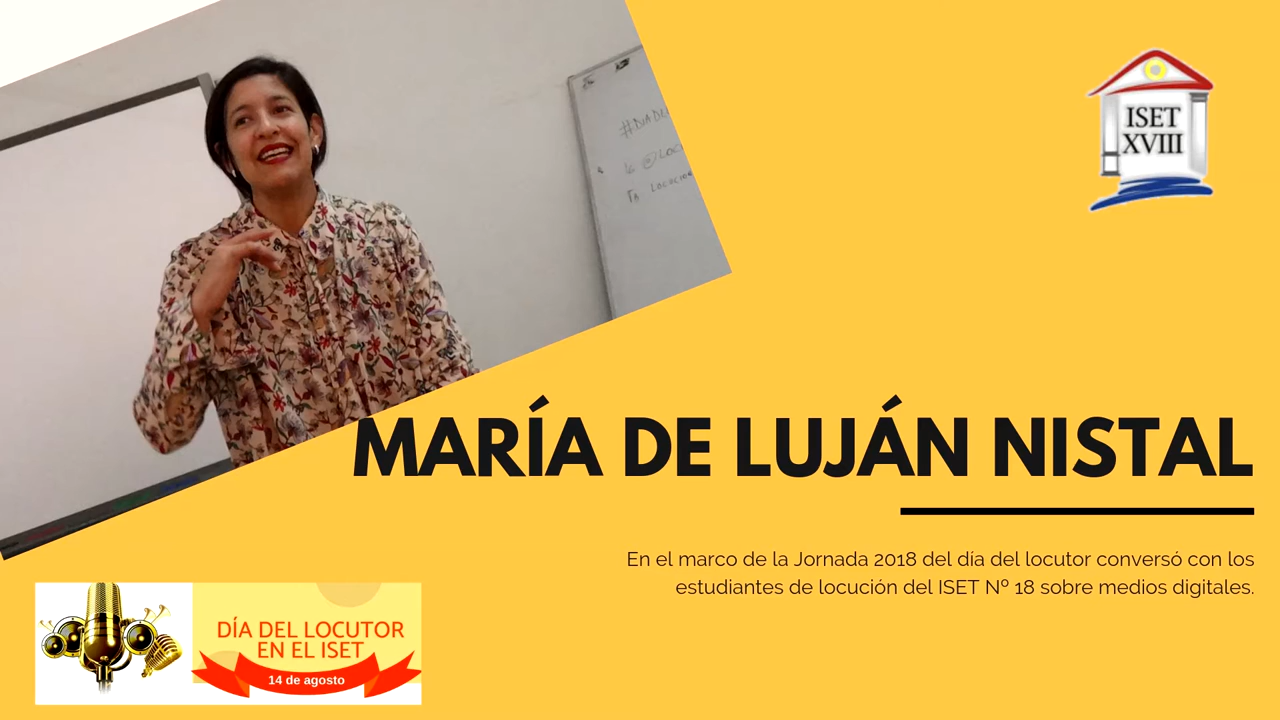 ISET
XVIII
MARÍA DE LUJÁN NISTAL
En el marco de la Jornada 2018 del día del locutor conversó con los
estudiantes de locución del ISET Nº 18 sobre medios digitales.
DÍA DEL LOCUTOR
EN EL ISET
14 de agosto